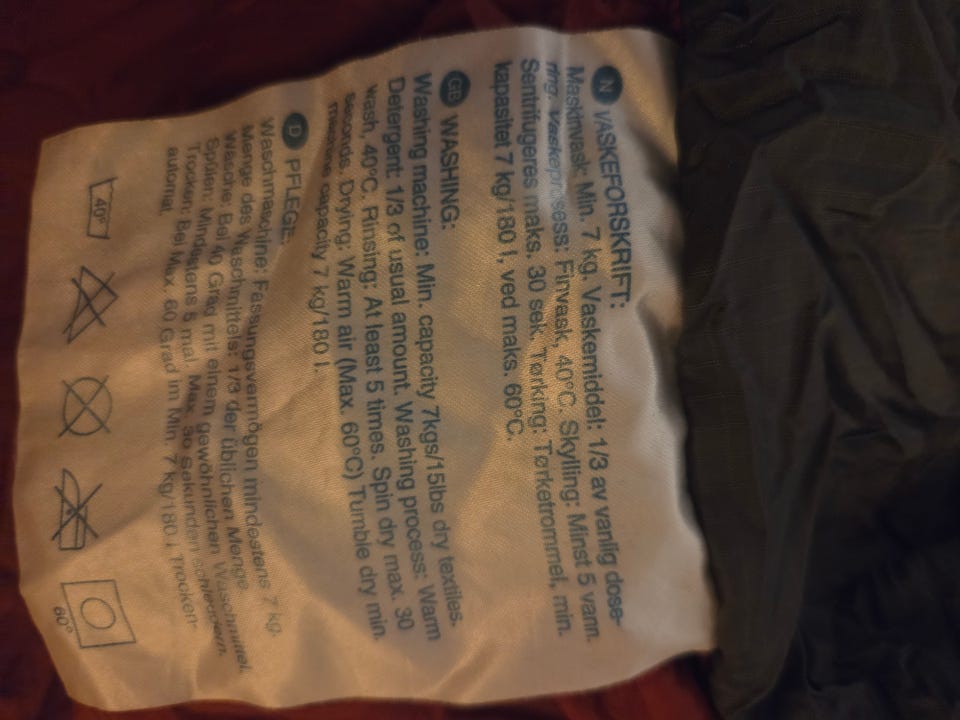 N VASKEFORSKRIFT:
Maskinvask: Min. 7 kg. Vaskemiddel: 1/3 av vanlig dose-
ring. Vaskeprosess: Finvask, 40°C. Skylling: Minst 5 vann.
Sentrifugeres maks. 30 sek. Tørking: Tørketrommel, min.
kapasitet 7 kg/180 l, ved maks. 60°C.
GB WASHING:
Washing machine: Min. capacity 7kgs/15lbs dry textiles.
Detergent: 1/3 of usual amount. Washing process: Warm
wash, 40°C. Rinsing: At least 5 times. Spin dry max. 30
seconds. Drying: Warm air (Max. 60°C) Tumble dry min.
machine capacity 7 kg/180 l.
D PFLEGE:
Waschmaschine: Fassungsvermögen mindestens 7 kg.
Menge des Waschmittels: 1/3 der üblichen Menge
Wäsche: Bei 40 Grad mit einem gewöhnlichen Waschmittel.
Spülen: Mindestens 5 mal. Max. 30 sekunden schleudern.
Trocken: Bei Max. 60 Grad im Min. 7 kg/180 l Trocken-
automat.
40°
60°